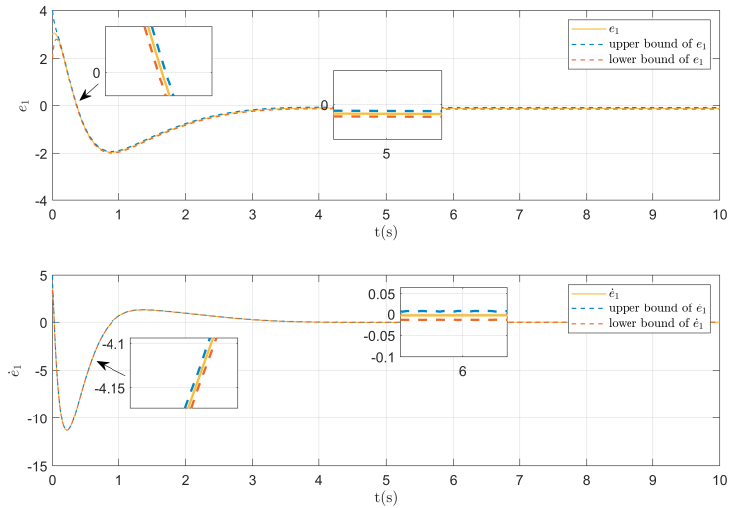 4
2
0
-2
-4
e₁
0
0
5
e₁
upper bound of e₁
lower bound of e₁
0 1 2 3 4 5 6 7 8 9 10
t(s)
5
0
-5
-10
-15
ė₁
-4.1
-4.15
0.05
0
-0.05
-0.1
6
ė₁
upper bound of ė₁
lower bound of ė₁
0 1 2 3 4 5 6 7 8 9 10
t(s)